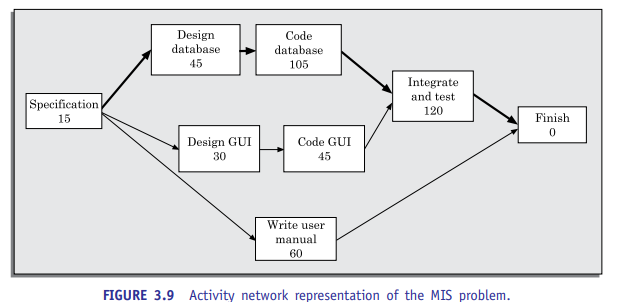 Design
database
45
Code
database
105
Specification
15
Integrate
and test
120
Finish
0
Design GUI
30
Code GUI
45
Write user
manual
60
FIGURE 3.9 Activity network representation of the MIS problem.